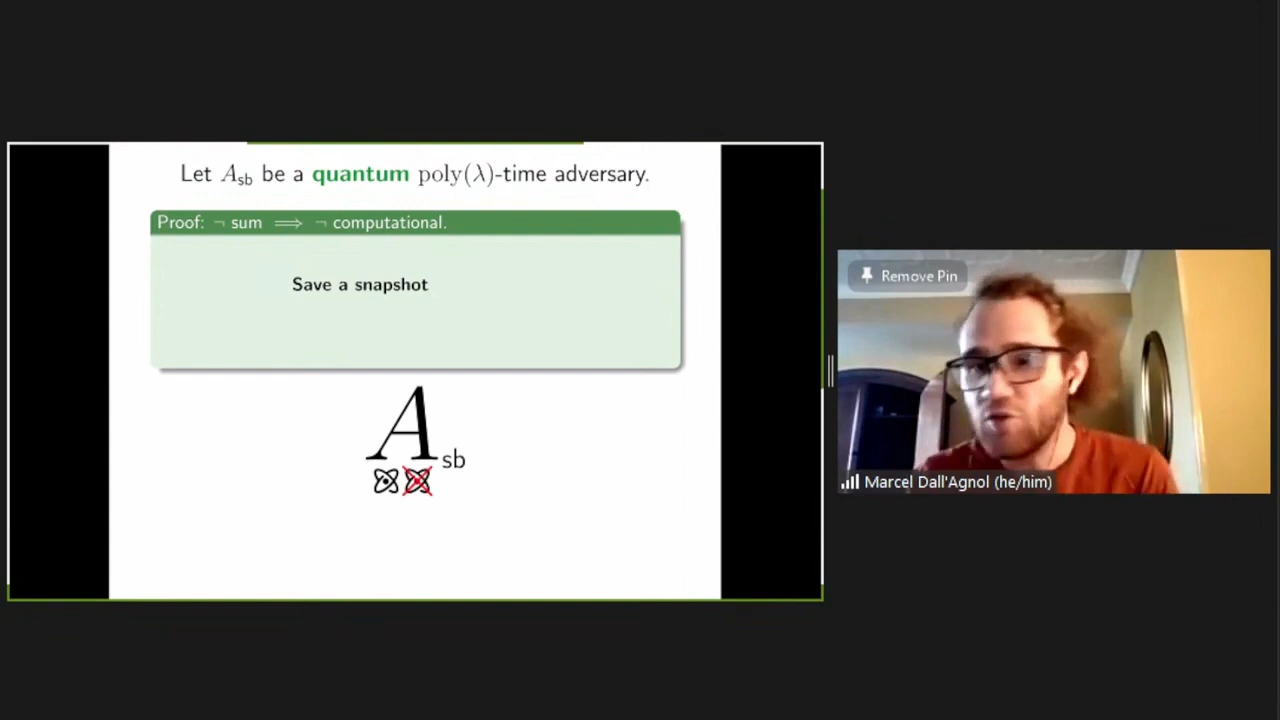 Let A_sb be a quantum poly(λ)-time adversary.
Proof: ¬ sum ⟹ ¬ computational.
Save a snapshot
A_sb
Remove Pin
Marcel Dall'Agnol (he/him)